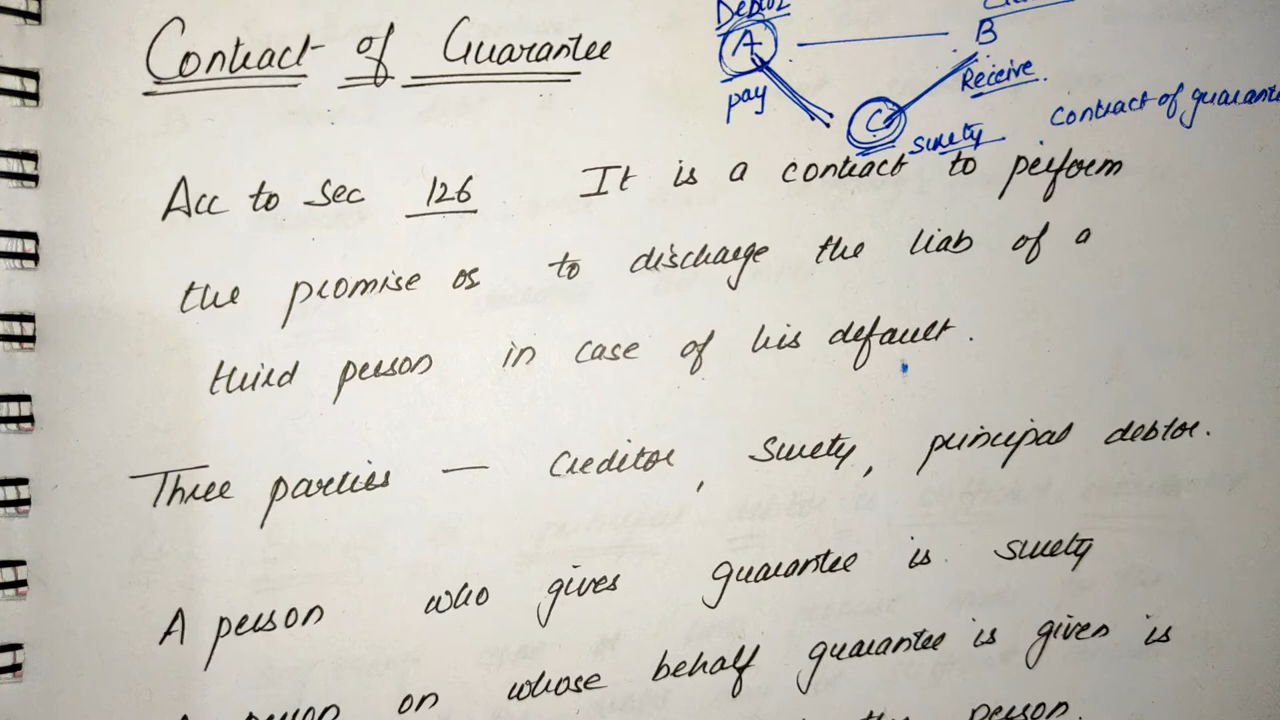 Debtor
Contract of Guarantee
A
B
pay
Receive
C
surety
contract of guarantee
Acc to sec 126 It is a contract to perform
the promise or to discharge the liab of a
third person in case of his default.
Three parties — Creditor, Surety, principal debtor.
A person who gives guarantee is surety
person on whose behalf guarantee is given is
person.